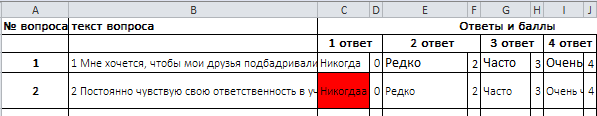 A B C D E F G H I J
№ вопроса текст вопроса Ответы и баллы
1 ответ 2 ответ 3 ответ 4 ответ
1 1 Мне хочется, чтобы мои друзья подбадривали Никогда 0 Редко 2 Часто 3 Очень 4
2 2 Постоянно чувствую свою ответственность в уч Никогдаа 0 Редко 2 Часто 3 Очень ч 4